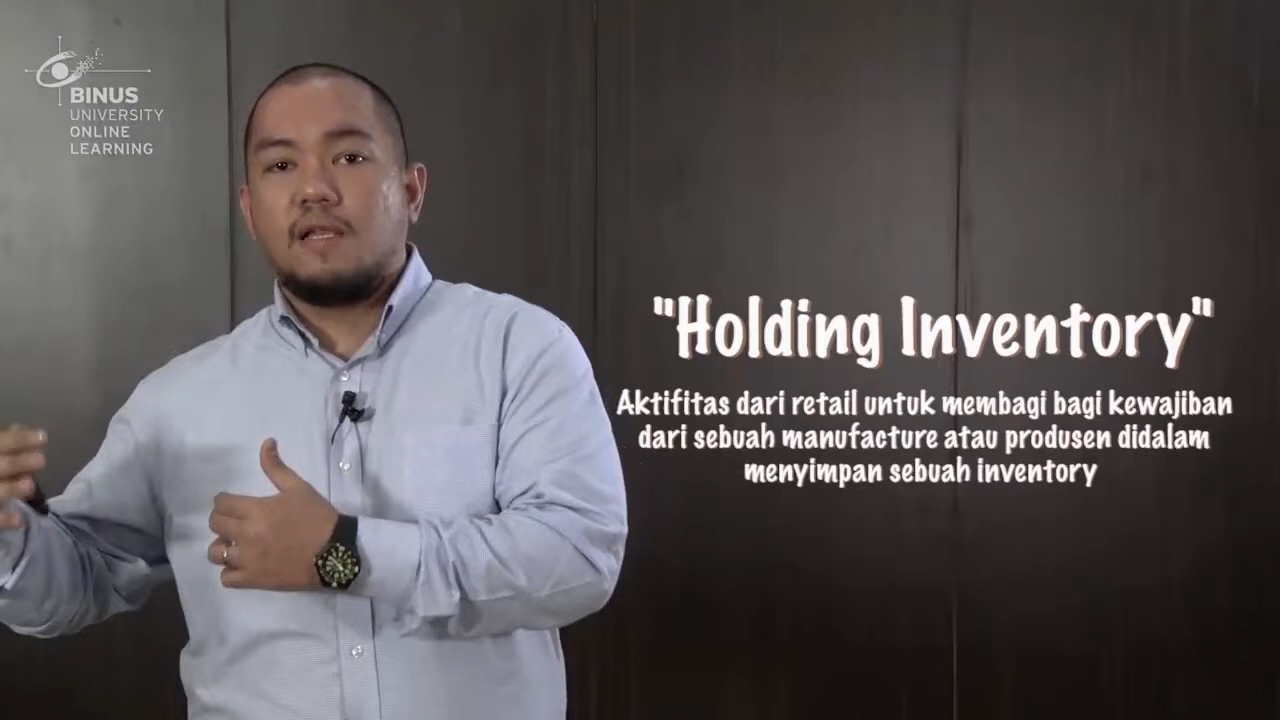 BINUS
UNIVERSITY
ONLINE
LEARNING
"Holding Inventory"
Aktifitas dari retail untuk membagi bagi kewajiban
dari sebuah manufacture atau produsen didalam
menyimpan sebuah inventory